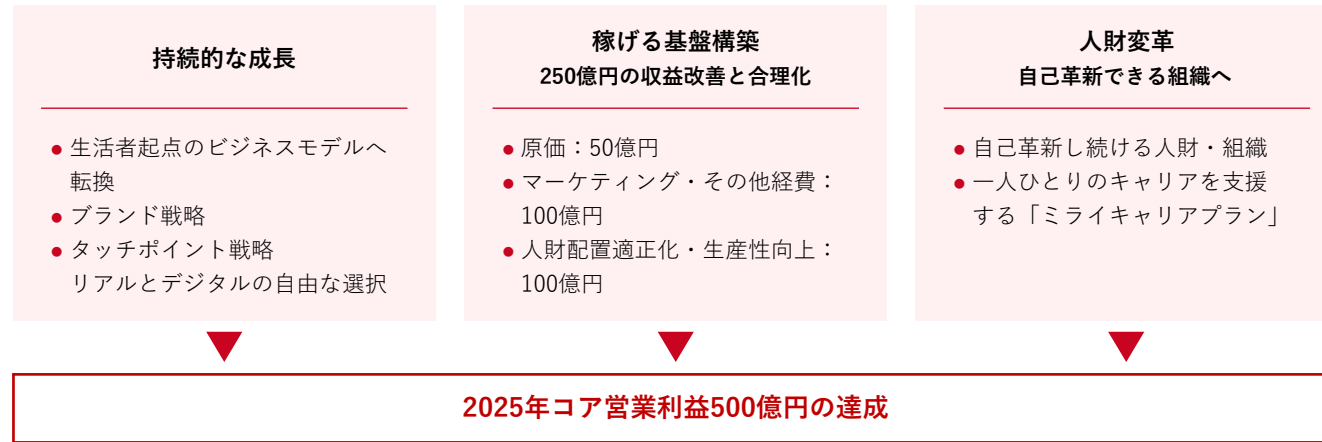 持続的な成長
●生活者起点のビジネスモデルへ
転換
●ブランド戦略
●タッチポイント戦略
リアルとデジタルの自由な選択
稼げる基盤構築
250億円の収益改善と合理化
●原価：50億円
●マーケティング・その他経費：
100億円
●人財配置適正化・生産性向上：
100億円
人財変革
自己革新できる組織へ
●自己革新し続ける人財・組織
●一人ひとりのキャリアを支援
する「ミライキャリアプラン」
2025年コア営業利益500億円の達成